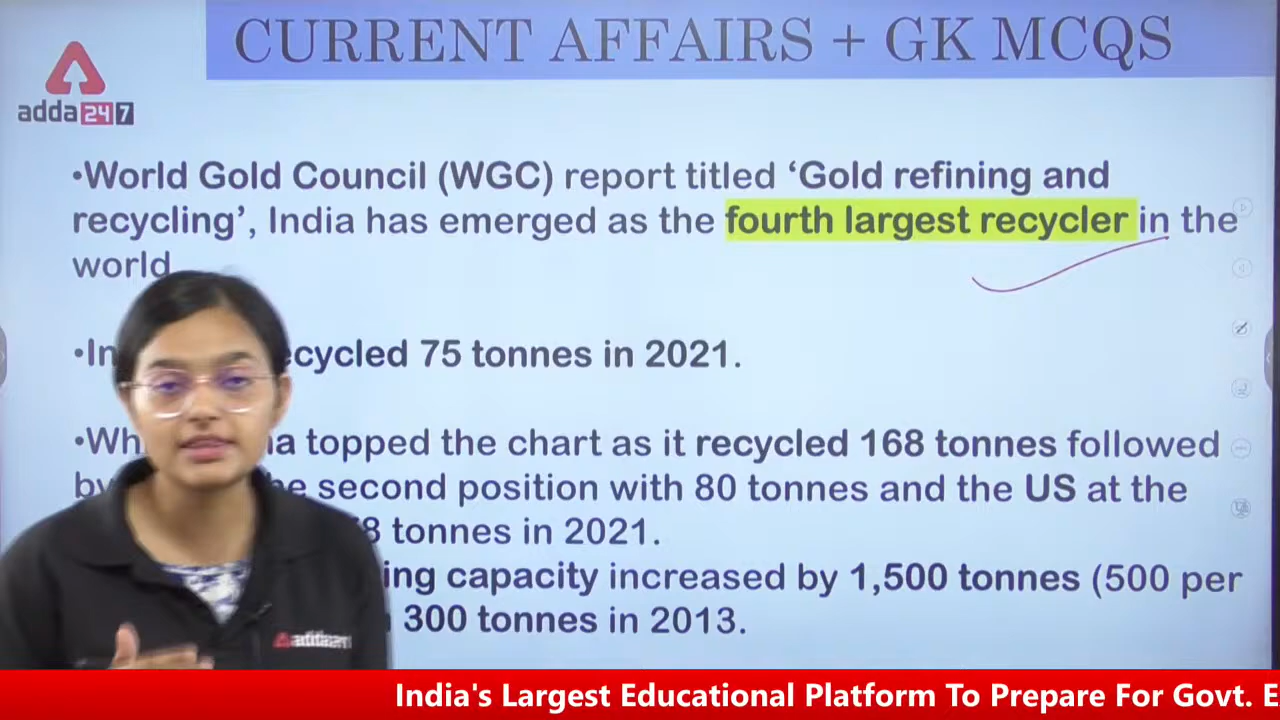 CURRENT AFFAIRS + GK MCQS
adda247
•World Gold Council (WGC) report titled ‘Gold refining and
recycling’, India has emerged as the fourth largest recycler in the
world
•In ecycled 75 tonnes in 2021.
•Wh a topped the chart as it recycled 168 tonnes followed
by e second position with 80 tonnes and the US at the
8 tonnes in 2021.
ing capacity increased by 1,500 tonnes (500 per
300 tonnes in 2013.
India's Largest Educational Platform To Prepare For Govt. E